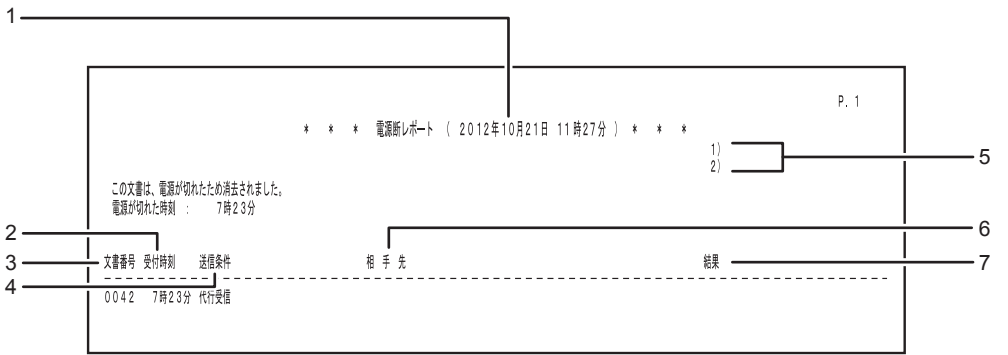 1
P. 1
* * * 電源断レポート ( 2012年10月21日 11時27分 ) * * *
1)
2)
5
この文書は、電源が切れたため消去されました。
電源が切れた時刻 : 7時23分
2
6
3
文書番号 受付時刻 送信条件 相 手 先 結果
7
4
0042 7時23分 代行受信